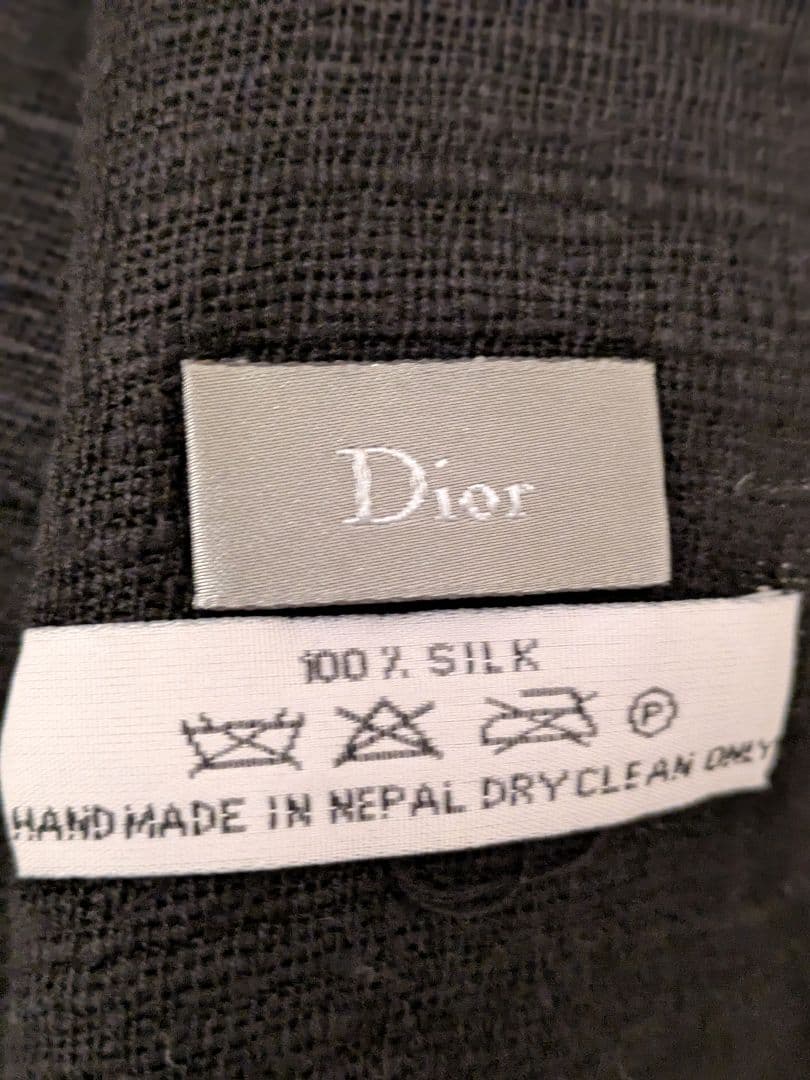 Dior
100% SILK
P
HANDMADE IN NEPAL DRYCLEAN ONLY